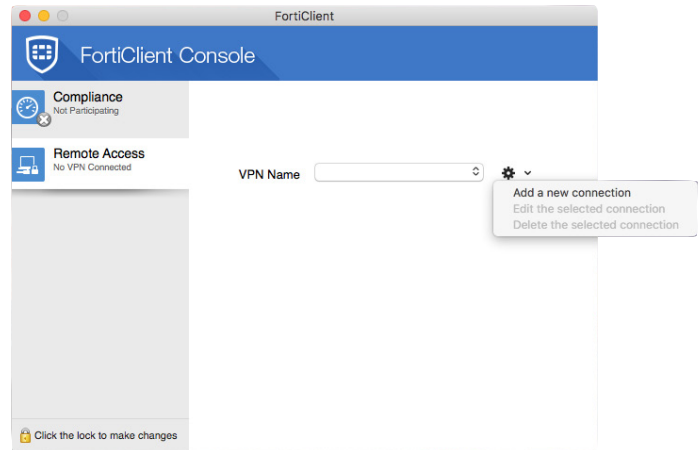 FortiClient
FortiClient Console
Compliance
Not Participating
Remote Access
No VPN Connected
VPN Name
Add a new connection
Edit the selected connection
Delete the selected connection
Click the lock to make changes